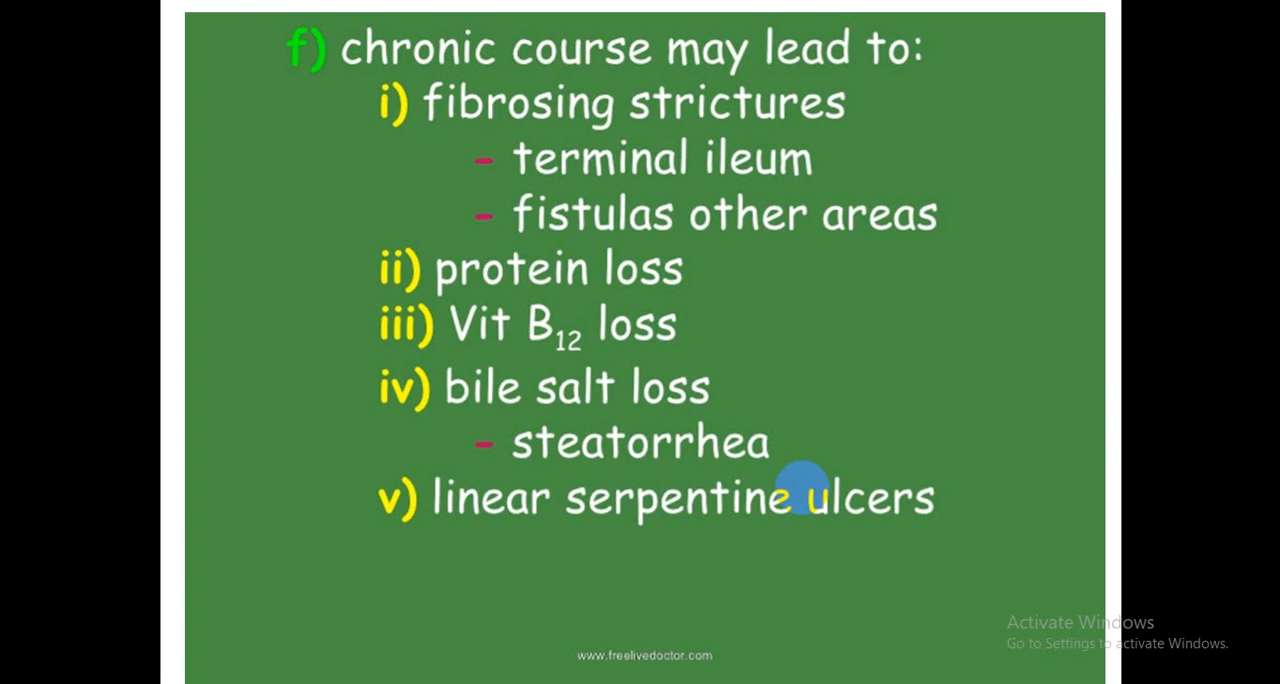 f) chronic course may lead to:
i) fibrosing strictures
- terminal ileum
- fistulas other areas
ii) protein loss
iii) Vit B₁₂ loss
iv) bile salt loss
- steatorrhea
v) linear serpentine ulcers
www.freelivedoctor.com
Activate Windows
Go to Settings to activate Windows.